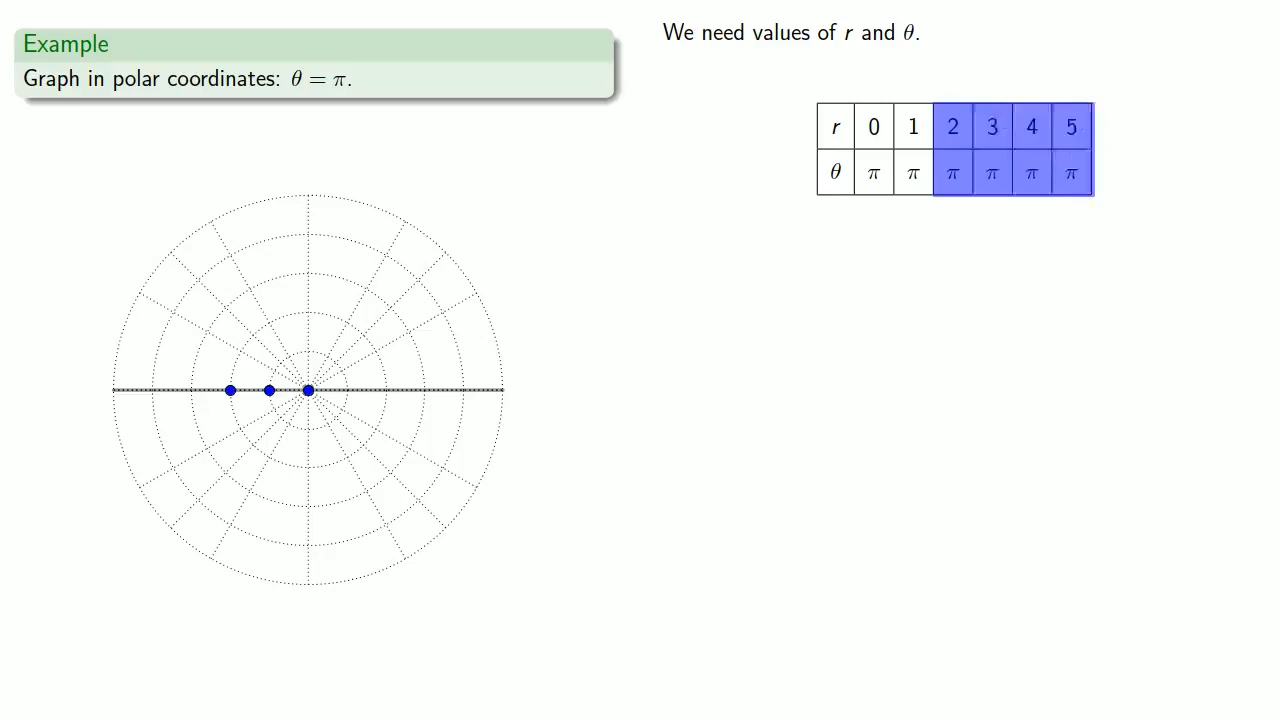 Example
Graph in polar coordinates: θ = π.
We need values of r and θ.
r 0 1 2 3 4 5
θ π π π π π π